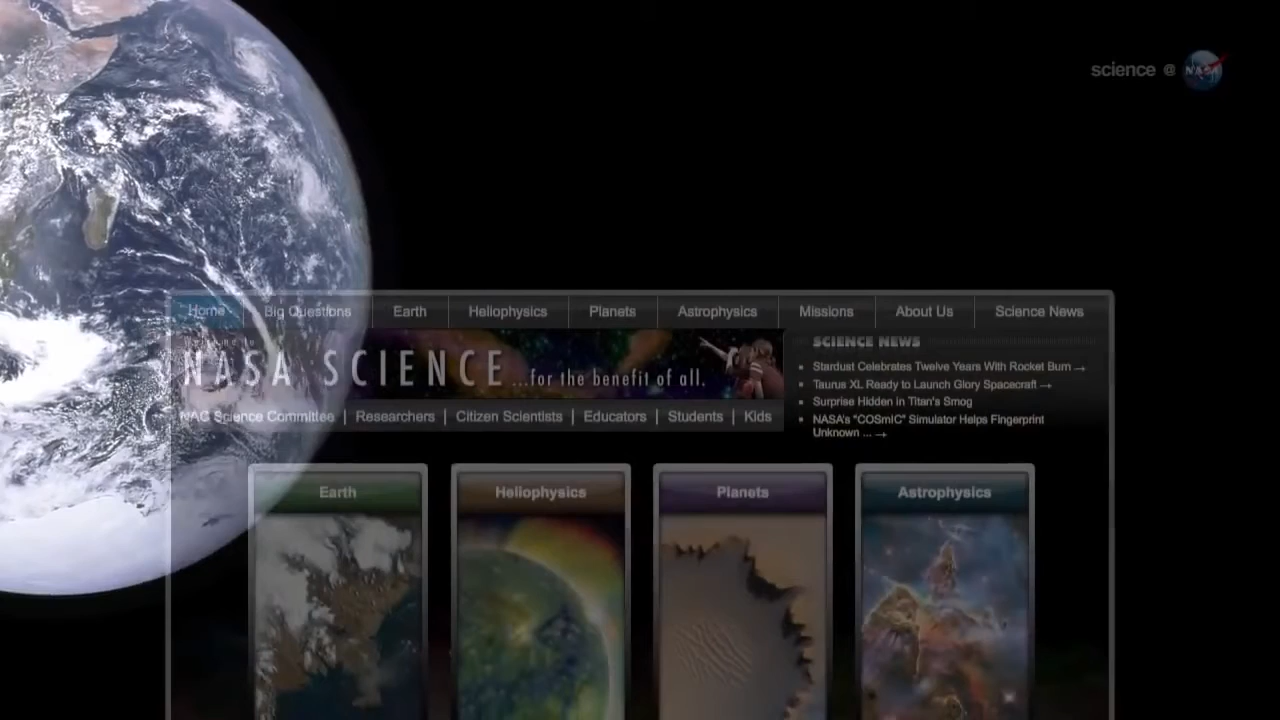 science @ NASA
Home Big Questions Earth Heliophysics Planets Astrophysics Missions About Us Science News
Welcome to
NASA SCIENCE ...for the benefit of all.
NAC Science Committee | Researchers | Citizen Scientists | Educators | Students | Kids
SCIENCE NEWS
Stardust Celebrates Twelve Years With Rocket Burn →
Taurus XL Ready to Launch Glory Spacecraft →
Surprise Hidden in Titan's Smog
NASA's "COSmIC" Simulator Helps Fingerprint
Unknown ... →
Earth Heliophysics Planets Astrophysics